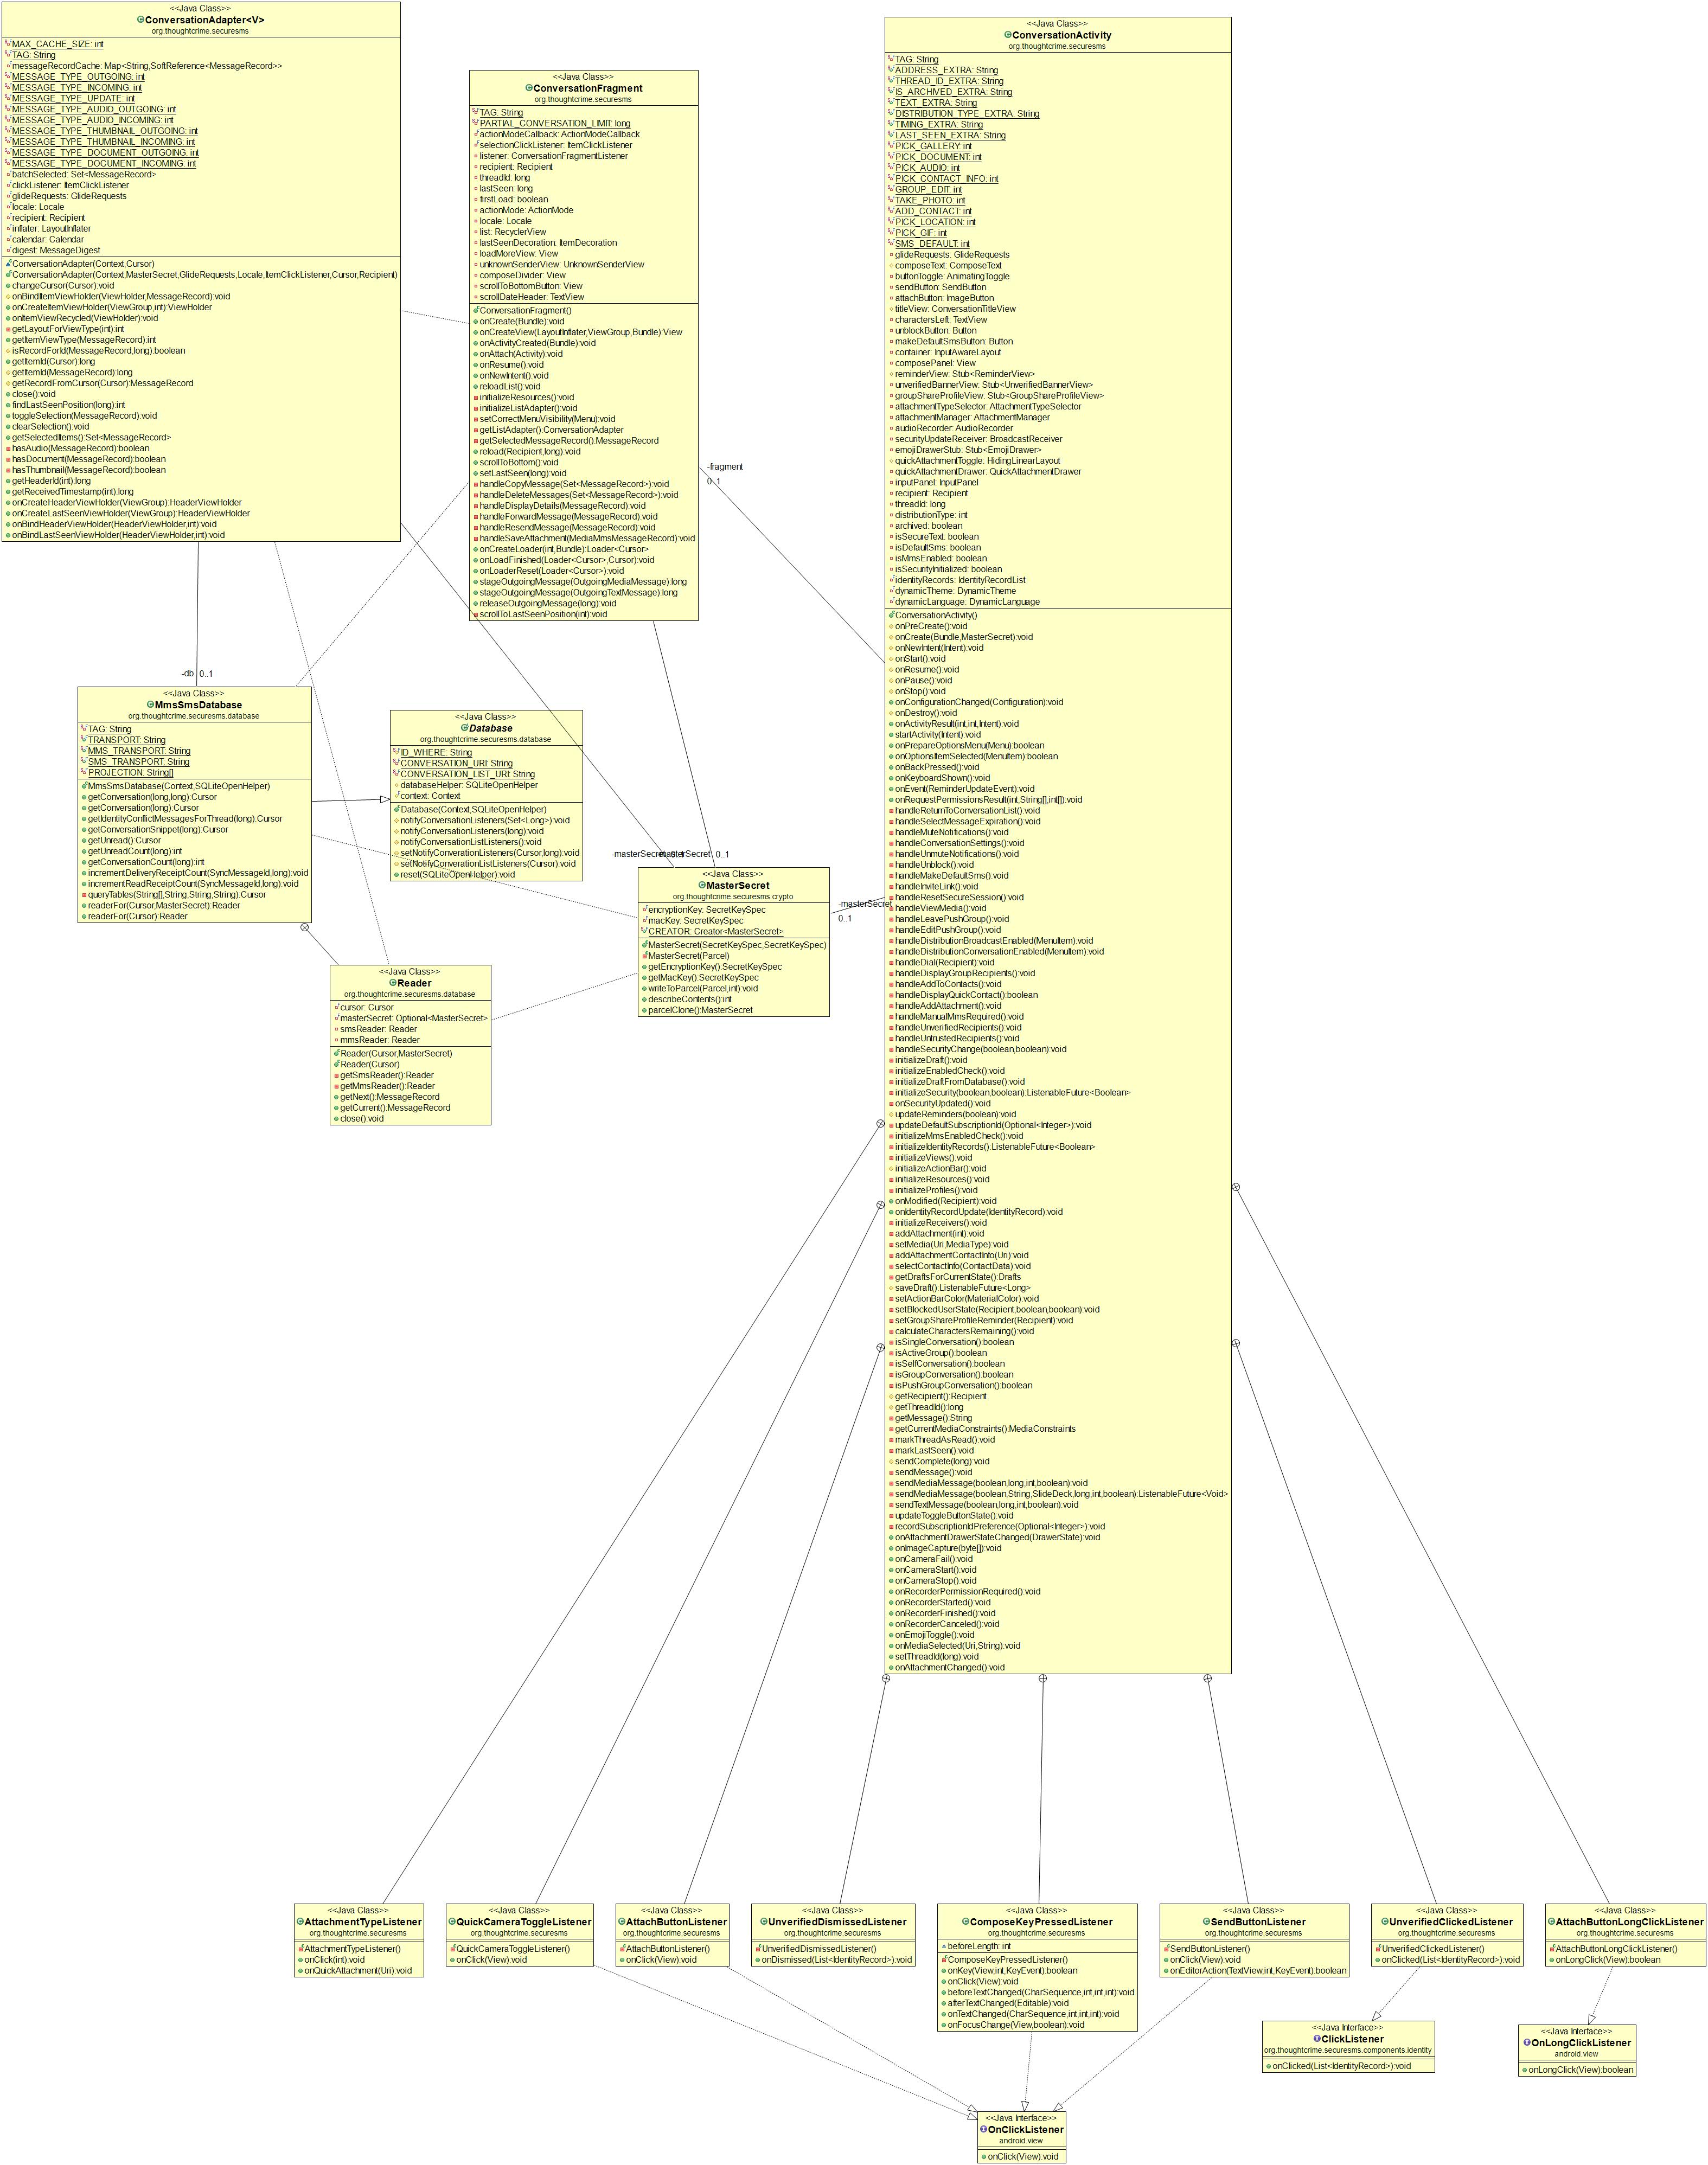 <<Java Class>>
ConversationAdapter<V>
org.thoughtcrime.securesms
MAX_CACHE_SIZE: int
TAG: String
messageRecordCache: Map<String,SoftReference<MessageRecord>>
MESSAGE_TYPE_OUTGOING: int
MESSAGE_TYPE_INCOMING: int
MESSAGE_TYPE_UPDATE: int
MESSAGE_TYPE_AUDIO_OUTGOING: int
MESSAGE_TYPE_AUDIO_INCOMING: int
MESSAGE_TYPE_THUMBNAIL_OUTGOING: int
MESSAGE_TYPE_THUMBNAIL_INCOMING: int
MESSAGE_TYPE_DOCUMENT_OUTGOING: int
MESSAGE_TYPE_DOCUMENT_INCOMING: int
batchSelected: Set<MessageRecord>
clickListener: ItemClickListener
glideRequests: GlideRequests
locale: Locale
recipient: Recipient
inflater: LayoutInflater
calendar: Calendar
digest: MessageDigest
ConversationAdapter(Context,Cursor)
ConversationAdapter(Context,MasterSecret,GlideRequests,Locale,ItemClickListener,Cursor,Recipient)
changeCursor(Cursor):void
onBindItemViewHolder(ViewHolder,MessageRecord):void
onCreateItemViewHolder(ViewGroup,int):ViewHolder
onItemViewRecycled(ViewHolder):void
getLayoutForViewType(int):int
getItemViewType(MessageRecord):int
isRecordForId(MessageRecord,long):boolean
getItemId(Cursor):long
getItemId(MessageRecord):long
getRecordFromCursor(Cursor):MessageRecord
close():void
findLastSeenPosition(long):int
toggleSelection(MessageRecord):void
clearSelection():void
getSelectedItems():Set<MessageRecord>
hasAudio(MessageRecord):boolean
hasDocument(MessageRecord):boolean
hasThumbnail(MessageRecord):boolean
getHeaderId(int):long
getReceivedTimestamp(int):long
onCreateHeaderViewHolder(ViewGroup):HeaderViewHolder
onCreateLastSeenViewHolder(ViewGroup):HeaderViewHolder
onBindHeaderViewHolder(HeaderViewHolder,int):void
onBindLastSeenViewHolder(HeaderViewHolder,int):void
<<Java Class>>
ConversationFragment
org.thoughtcrime.securesms
TAG: String
PARTIAL_CONVERSATION_LIMIT: long
actionModeCallback: ActionModeCallback
selectionClickListener: ItemClickListener
listener: ConversationFragmentListener
recipient: Recipient
threadId: long
lastSeen: long
firstLoad: boolean
actionMode: ActionMode
locale: Locale
list: RecyclerView
lastSeenDecoration: ItemDecoration
loadMoreView: View
unknownSenderView: UnknownSenderView
composeDivider: View
scrollToBottomButton: View
scrollDateHeader: TextView
ConversationFragment()
onCreate(Bundle):void
onCreateView(LayoutInflater,ViewGroup,Bundle):View
onActivityCreated(Bundle):void
onAttach(Activity):void
onResume():void
onNewIntent():void
reloadList():void
initializeResources():void
initializeListAdapter():void
setCorrectMenuVisibility(Menu):void
getListAdapter():ConversationAdapter
getSelectedMessageRecord():MessageRecord
reload(Recipient,long):void
scrollToBottom():void
setLastSeen(long):void
handleCopyMessage(Set<MessageRecord>):void
handleDeleteMessages(Set<MessageRecord>):void
handleDisplayDetails(MessageRecord):void
handleForwardMessage(MessageRecord):void
handleResendMessage(MessageRecord):void
handleSaveAttachment(MediaMmsMessageRecord):void
onCreateLoader(int,Bundle):Loader<Cursor>
onLoadFinished(Loader<Cursor>,Cursor):void
onLoaderReset(Loader<Cursor>):void
stageOutgoingMessage(OutgoingMediaMessage):long
stageOutgoingMessage(OutgoingTextMessage):long
releaseOutgoingMessage(long):void
scrollToLastSeenPosition(int):void
<<Java Class>>
ConversationActivity
org.thoughtcrime.securesms
TAG: String
ADDRESS_EXTRA: String
THREAD_ID_EXTRA: String
IS_ARCHIVED_EXTRA: String
TEXT_EXTRA: String
DISTRIBUTION_TYPE_EXTRA: String
TIMING_EXTRA: String
LAST_SEEN_EXTRA: String
PICK_GALLERY: int
PICK_DOCUMENT: int
PICK_AUDIO: int
PICK_CONTACT_INFO: int
GROUP_EDIT: int
TAKE_PHOTO: int
ADD_CONTACT: int
PICK_LOCATION: int
PICK_GIF: int
SMS_DEFAULT: int
glideRequests: GlideRequests
composeText: ComposeText
buttonToggle: AnimatingToggle
sendButton: SendButton
attachButton: ImageButton
titleView: ConversationTitleView
charactersLeft: TextView
unblockButton: Button
makeDefaultSmsButton: Button
container: InputAwareLayout
composePanel: View
reminderView: Stub<ReminderView>
unverifiedBannerView: Stub<UnverifiedBannerView>
groupShareProfileView: Stub<GroupShareProfileView>
attachmentTypeSelector: AttachmentTypeSelector
attachmentManager: AttachmentManager
audioRecorder: AudioRecorder
securityUpdateReceiver: BroadcastReceiver
emojiDrawerStub: Stub<EmojiDrawer>
quickAttachmentToggle: HidingLinearLayout
quickAttachmentDrawer: QuickAttachmentDrawer
inputPanel: InputPanel
recipient: Recipient
threadId: long
distributionType: int
archived: boolean
isSecureText: boolean
isDefaultSms: boolean
isMmsEnabled: boolean
isSecurityInitialized: boolean
identityRecords: IdentityRecordList
dynamicTheme: DynamicTheme
dynamicLanguage: DynamicLanguage
ConversationActivity()
onPreCreate():void
onCreate(Bundle,MasterSecret):void
onNewIntent(Intent):void
onStart():void
onResume():void
onPause():void
onStop():void
onConfigurationChanged(Configuration):void
onDestroy():void
onActivityResult(int,int,Intent):void
startActivity(Intent):void
onPrepareOptionsMenu(Menu):boolean
onOptionsItemSelected(MenuItem):boolean
onBackPressed():void
onKeyboardShown():void
onEvent(ReminderUpdateEvent):void
onRequestPermissionsResult(int,String[],int[]):void
handleReturnToConversationList():void
handleSelectMessageExpiration():void
handleMuteNotifications():void
handleConversationSettings():void
handleUnmuteNotifications():void
handleUnblock():void
handleMakeDefaultSms():void
handleInviteLink():void
handleResetSecureSession():void
handleViewMedia():void
handleLeavePushGroup():void
handleEditPushGroup():void
handleDistributionBroadcastEnabled(MenuItem):void
handleDistributionConversationEnabled(MenuItem):void
handleDial(Recipient):void
handleDisplayGroupRecipients():void
handleAddToContacts():void
handleDisplayQuickContact():boolean
handleAddAttachment():void
handleManualMmsRequired():void
handleUnverifiedRecipients():void
handleUntrustedRecipients():void
handleSecurityChange(boolean,boolean):void
initializeDraft():void
initializeEnabledCheck():void
initializeDraftFromDatabase():void
initializeSecurity(boolean,boolean):ListenableFuture<Boolean>
onSecurityUpdated():void
updateReminders(boolean):void
updateDefaultSubscriptionId(Optional<Integer>):void
initializeMmsEnabledCheck():void
initializeIdentityRecords():ListenableFuture<Boolean>
initializeViews():void
initializeActionBar():void
initializeResources():void
initializeProfiles():void
onModified(Recipient):void
onIdentityRecordUpdate(IdentityRecord):void
initializeReceivers():void
addAttachment(int):void
setMedia(Uri,MediaType):void
addAttachmentContactInfo(Uri):void
selectContactInfo(ContactData):void
getDraftsForCurrentState():Drafts
saveDraft():ListenableFuture<Long>
setActionBarColor(MaterialColor):void
setBlockedUserState(Recipient,boolean,boolean):void
setGroupShareProfileReminder(Recipient):void
calculateCharactersRemaining():void
isSingleConversation():boolean
isActiveGroup():boolean
isSelfConversation():boolean
isGroupConversation():boolean
isPushGroupConversation():boolean
getRecipient():Recipient
getThreadId():long
getMessage():String
getCurrentMediaConstraints():MediaConstraints
markThreadAsRead():void
markLastSeen():void
sendComplete(long):void
sendMessage():void
sendMediaMessage(boolean,long,int,boolean):void
sendMediaMessage(boolean,String,SlideDeck,long,int,boolean):ListenableFuture<Void>
sendTextMessage(boolean,long,int,boolean):void
updateToggleButtonState():void
recordSubscriptionIdPreference(Optional<Integer>):void
onAttachmentDrawerStateChanged(DrawerState):void
onImageCapture(byte[]):void
onCameraFail():void
onCameraStart():void
onCameraStop():void
onRecorderPermissionRequired():void
onRecorderStarted():void
onRecorderFinished():void
onRecorderCanceled():void
onEmojiToggle():void
onMediaSelected(Uri,String):void
setThreadId(long):void
onAttachmentChanged():void
-fragment
0..1
-db 0..1
<<Java Class>>
MmsSmsDatabase
org.thoughtcrime.securesms.database
TAG: String
TRANSPORT: String
MMS_TRANSPORT: String
SMS_TRANSPORT: String
PROJECTION: String[]
MmsSmsDatabase(Context,SQLiteOpenHelper)
getConversation(long,long):Cursor
getConversation(long):Cursor
getIdentityConflictMessagesForThread(long):Cursor
getConversationSnippet(long):Cursor
getUnread():Cursor
getUnreadCount(long):int
getConversationCount(long):int
incrementDeliveryReceiptCount(SyncMessageId,long):void
incrementReadReceiptCount(SyncMessageId,long):void
queryTables(String[],String,String,String):Cursor
readerFor(Cursor,MasterSecret):Reader
readerFor(Cursor):Reader
<<Java Class>>
Database
org.thoughtcrime.securesms.database
ID_WHERE: String
CONVERSATION_URI: String
CONVERSATION_LIST_URI: String
databaseHelper: SQLiteOpenHelper
context: Context
Database(Context,SQLiteOpenHelper)
notifyConversationListeners(Set<Long>):void
notifyConversationListeners(long):void
notifyConversationListListeners():void
setNotifyConverationListeners(Cursor,long):void
setNotifyConverationListListeners(Cursor):void
reset(SQLiteOpenHelper):void
-masterSecret
-masterSecret 0..1
<<Java Class>>
MasterSecret
org.thoughtcrime.securesms.crypto
encryptionKey: SecretKeySpec
macKey: SecretKeySpec
CREATOR: Creator<MasterSecret>
MasterSecret(SecretKeySpec,SecretKeySpec)
MasterSecret(Parcel)
getEncryptionKey():SecretKeySpec
getMacKey():SecretKeySpec
writeToParcel(Parcel,int):void
describeContents():int
parcelClone():MasterSecret
-masterSecret
0..1
<<Java Class>>
Reader
org.thoughtcrime.securesms.database
cursor: Cursor
masterSecret: Optional<MasterSecret>
smsReader: Reader
mmsReader: Reader
Reader(Cursor,MasterSecret)
Reader(Cursor)
getSmsReader():Reader
getMmsReader():Reader
getNext():MessageRecord
getCurrent():MessageRecord
close():void
<<Java Class>>
AttachmentTypeListener
org.thoughtcrime.securesms
AttachmentTypeListener()
onClick(int):void
onQuickAttachment(Uri):void
<<Java Class>>
QuickCameraToggleListener
org.thoughtcrime.securesms
QuickCameraToggleListener()
onClick(View):void
<<Java Class>>
AttachButtonListener
org.thoughtcrime.securesms
AttachButtonListener()
onClick(View):void
<<Java Class>>
UnverifiedDismissedListener
org.thoughtcrime.securesms
UnverifiedDismissedListener()
onDismissed(List<IdentityRecord>):void
<<Java Class>>
ComposeKeyPressedListener
org.thoughtcrime.securesms
beforeLength: int
ComposeKeyPressedListener()
onKey(View,int,KeyEvent):boolean
onClick(View):void
beforeTextChanged(CharSequence,int,int,int):void
afterTextChanged(Editable):void
onTextChanged(CharSequence,int,int,int):void
onFocusChange(View,boolean):void
<<Java Class>>
SendButtonListener
org.thoughtcrime.securesms
SendButtonListener()
onClick(View):void
onEditorAction(TextView,int,KeyEvent):boolean
<<Java Class>>
UnverifiedClickedListener
org.thoughtcrime.securesms
UnverifiedClickedListener()
onClicked(List<IdentityRecord>):void
<<Java Class>>
AttachButtonLongClickListener
org.thoughtcrime.securesms
AttachButtonLongClickListener()
onLongClick(View):boolean
<<Java Interface>>
ClickListener
org.thoughtcrime.securesms.components.identity
onClicked(List<IdentityRecord>):void
<<Java Interface>>
OnLongClickListener
android.view
onLongClick(View):boolean
<<Java Interface>>
OnClickListener
android.view
onClick(View):void